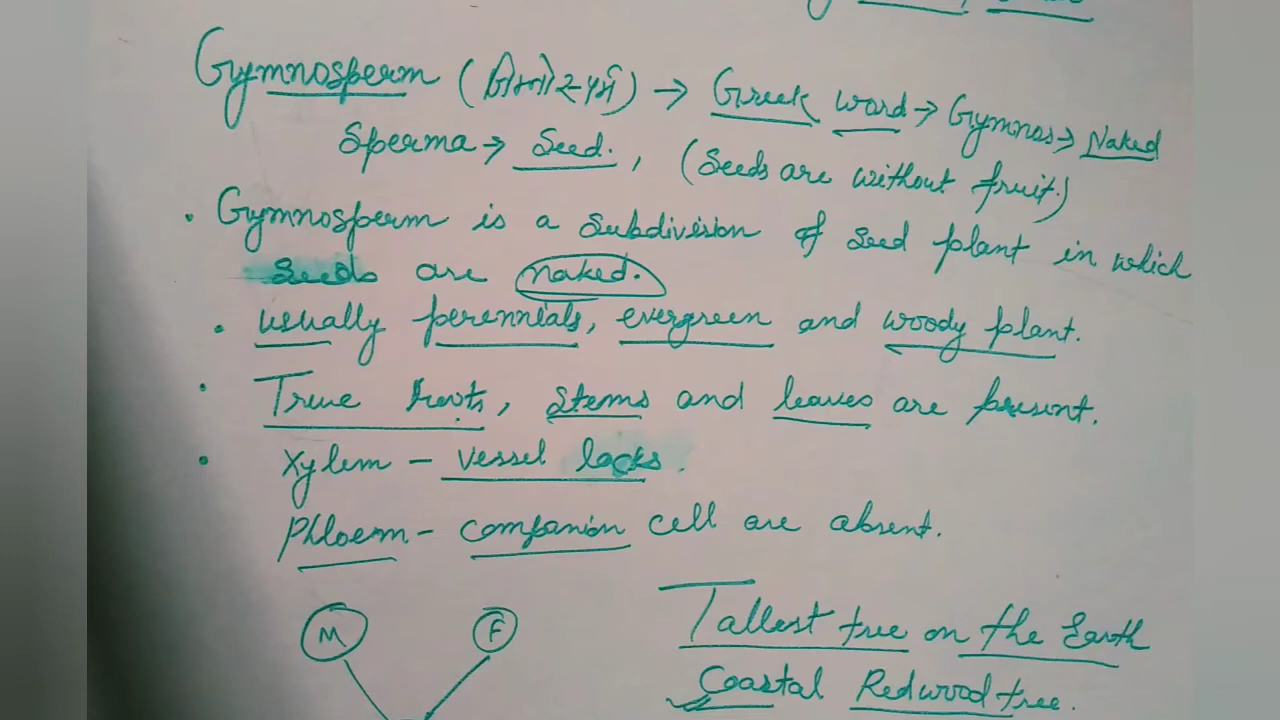 Gymnosperm ( ) → Greek word → Gymnos → Naked
Sperma → Seed. , (Seeds are without fruit.)
• Gymnosperm is a Subdivision of Seed plant in which
Seeds are naked.
• usually perennials, evergreen and woody plant.
• True Roots, stems and leaves are present.
• Xylem - vessel lacks.
Phloem - companion cell are absent.
M F
Tallest tree on the Earth
Coastal Redwood tree.